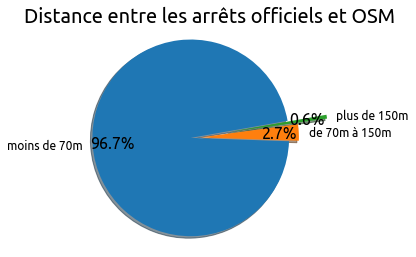 Distance entre les arrêts officiels et OSM
plus de 150m
0.6%
de 70m à 150m
2.7%
moins de 70m
96.7%